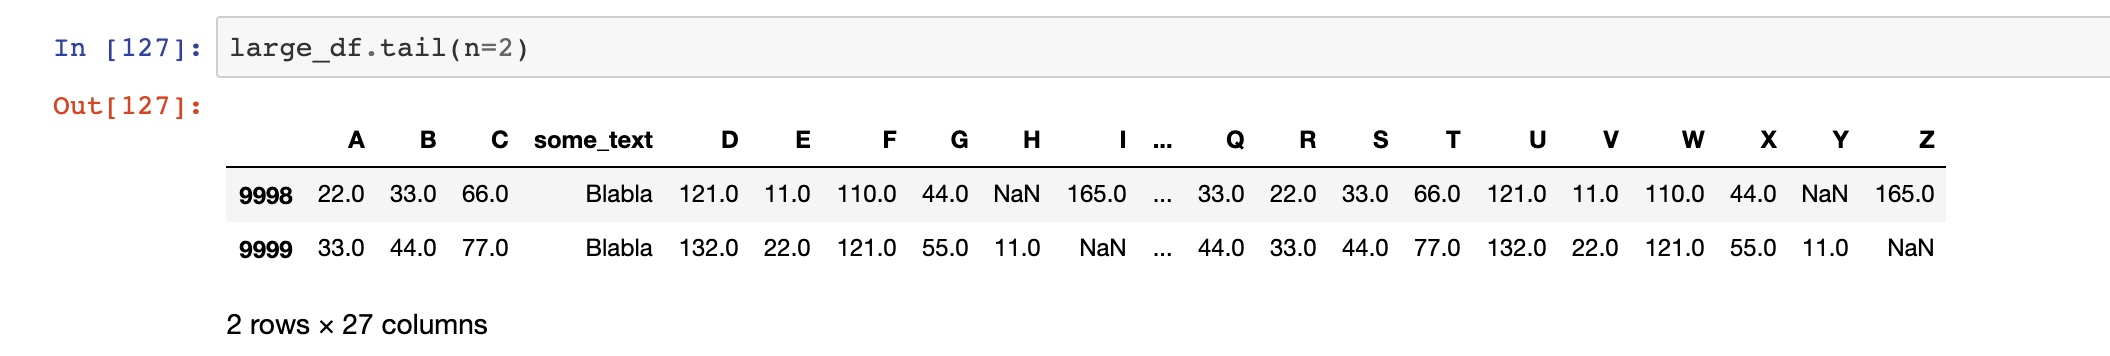 In [127]: large_df.tail(n=2)
Out[127]:
A B C some_text D E F G H I ... Q R S T U V W X Y Z
9998 22.0 33.0 66.0 Blabla 121.0 11.0 110.0 44.0 NaN 165.0 ... 33.0 22.0 33.0 66.0 121.0 11.0 110.0 44.0 NaN 165.0
9999 33.0 44.0 77.0 Blabla 132.0 22.0 121.0 55.0 11.0 NaN ... 44.0 33.0 44.0 77.0 132.0 22.0 121.0 55.0 11.0 NaN
2 rows × 27 columns